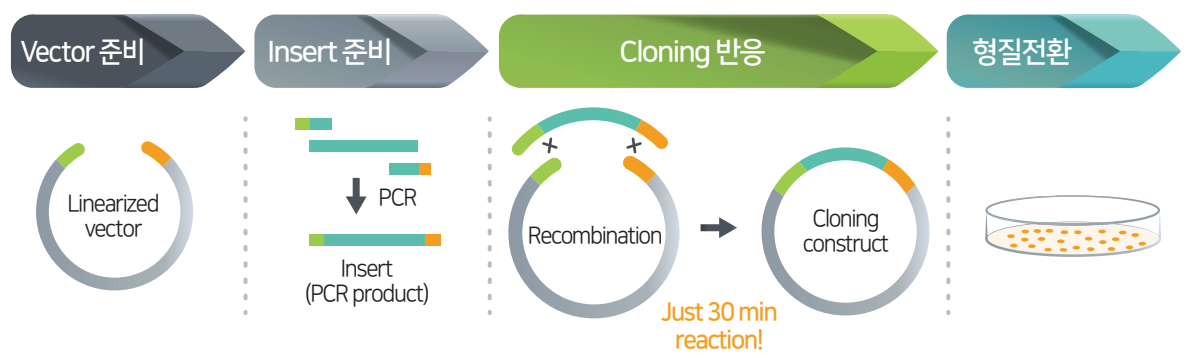 Vector 준비
Insert 준비
Cloning 반응
형질전환
Linearized
vector
PCR
Insert
(PCR product)
Recombination
Just 30 min
reaction!
Cloning
construct